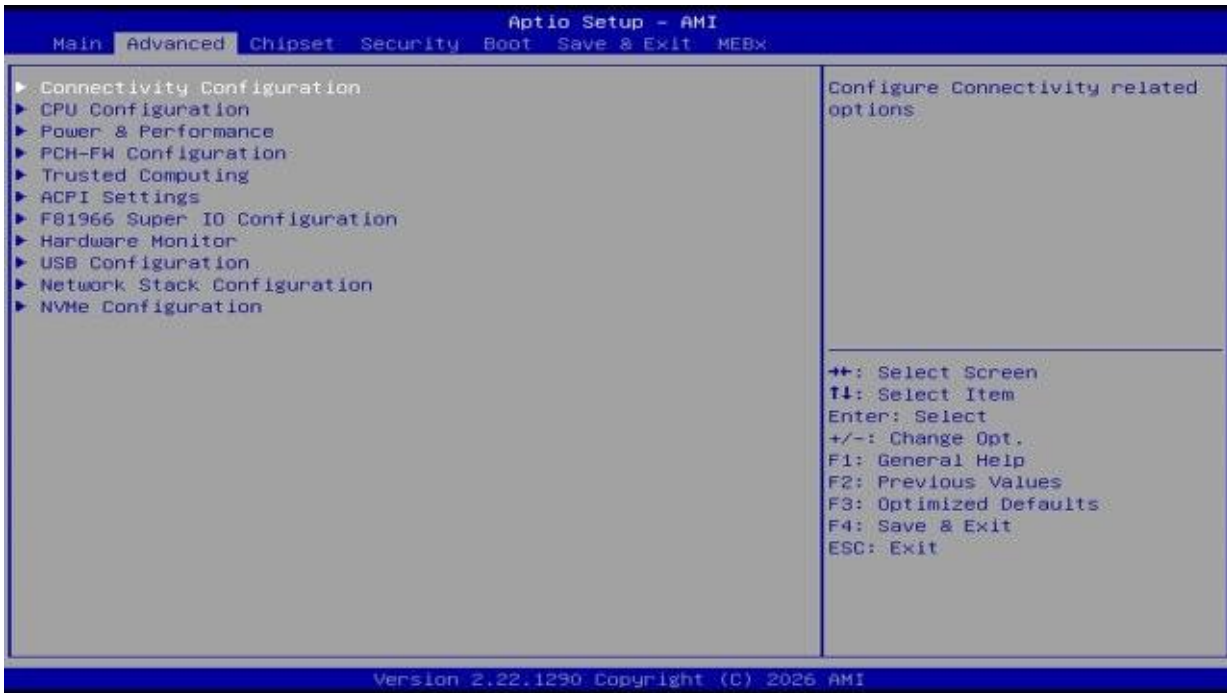 Aptio Setup - AMI
Main Advanced Chipset Security Boot Save & Exit MEBx
▶ Connectivity Configuration
▶ CPU Configuration
▶ Power & Performance
▶ PCH-FW Configuration
▶ Trusted Computing
▶ ACPI Settings
▶ F81966 Super IO Configuration
▶ Hardware Monitor
▶ USB Configuration
▶ Network Stack Configuration
▶ NVMe Configuration
Configure Connectivity related
options
→←: Select Screen
↑↓: Select Item
Enter: Select
+/-: Change Opt.
F1: General Help
F2: Previous Values
F3: Optimized Defaults
F4: Save & Exit
ESC: Exit
Version 2.22.1290 Copyright (C) 2026 AMI